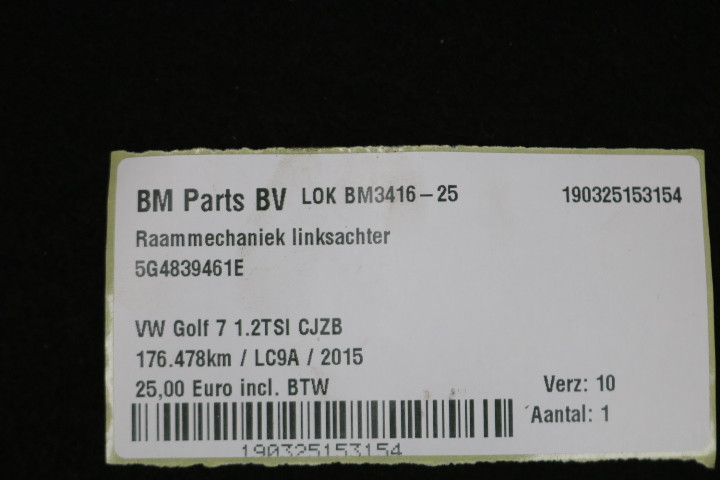 BM Parts BV LOK BM3416-25 190325153154
Raammechaniek linksachter
5G4839461E
VW Golf 7 1.2TSI CJZB
176.478km / LC9A / 2015
25,00 Euro incl. BTW Verz: 10
Aantal: 1
190325153154